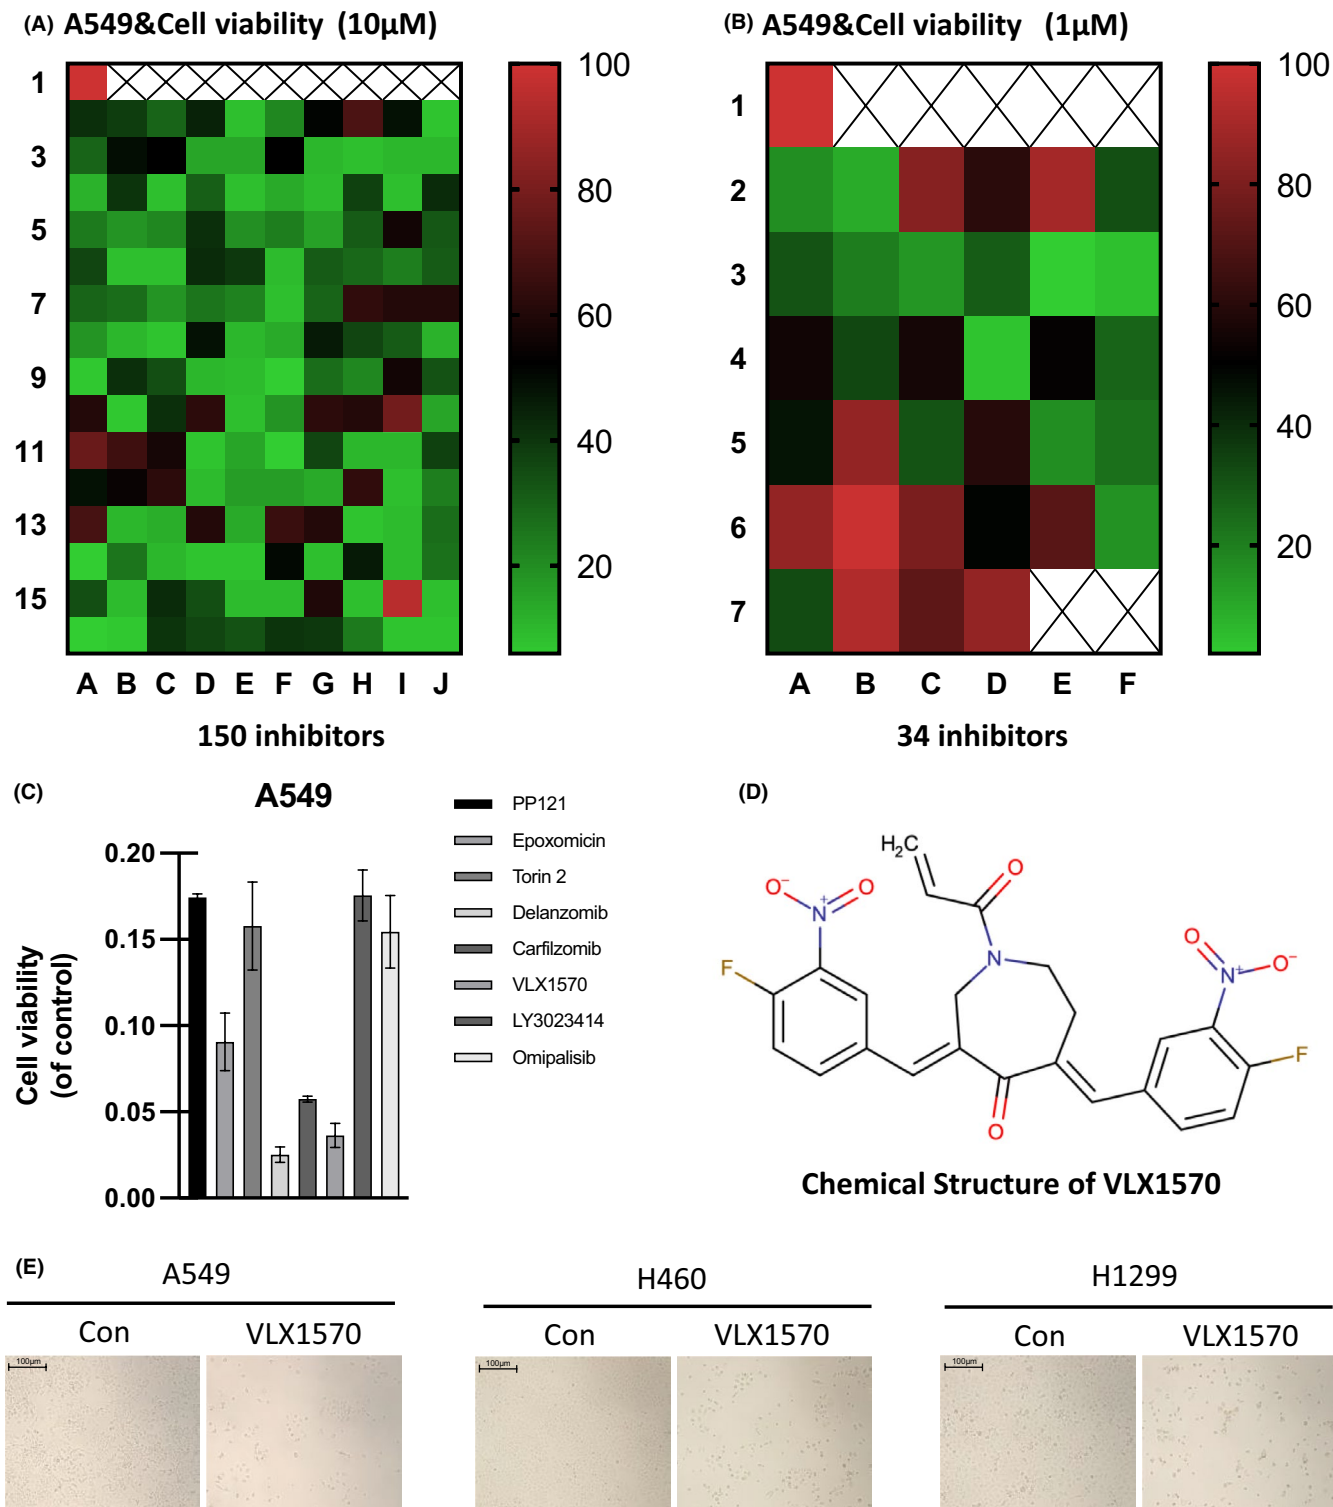 (A) A549&Cell viability (10μM)
100
80
60
40
20
1
3
5
7
9
11
13
15
A B C D E F G H I J
150 inhibitors
(B) A549&Cell viability (1μM)
100
80
60
40
20
1
2
3
4
5
6
7
A B C D E F
34 inhibitors
(C)
A549
Cell viability
(of control)
0.20
0.15
0.10
0.05
0.00
PP121
Epoxomicin
Torin 2
Delanzomib
Carfilzomib
VLX1570
LY3023414
Omipalisib
(D)
H₂C
O
O⁻
N⁺
O
F
N
O
O
N⁺
O⁻
F
Chemical Structure of VLX1570
(E)
A549
Con VLX1570
100μm
H460
Con VLX1570
100μm
H1299
Con VLX1570
100μm